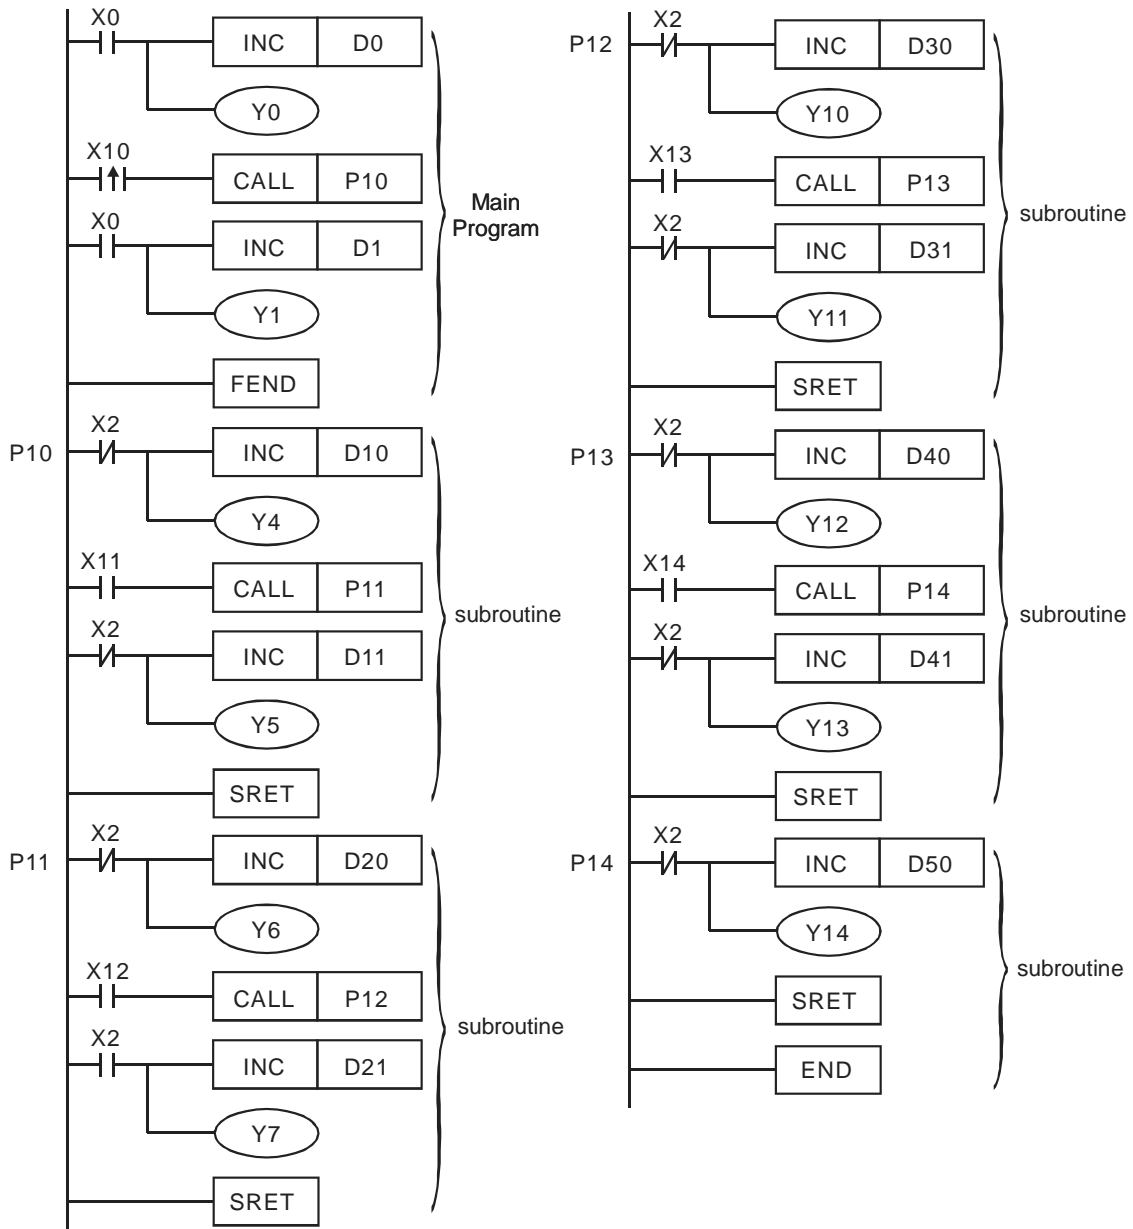 X0
INC D0
Y0
X10
CALL P10
X0
INC D1
Y1
FEND
Main
Program
X2
P10 INC D10
Y4
X11
CALL P11
X2
INC D11
Y5
SRET
subroutine
X2
P11 INC D20
Y6
X12
CALL P12
X2
INC D21
Y7
SRET
subroutine
X2
P12 INC D30
Y10
X13
CALL P13
X2
INC D31
Y11
SRET
subroutine
X2
P13 INC D40
Y12
X14
CALL P14
X2
INC D41
Y13
SRET
subroutine
X2
P14 INC D50
Y14
SRET
END
subroutine